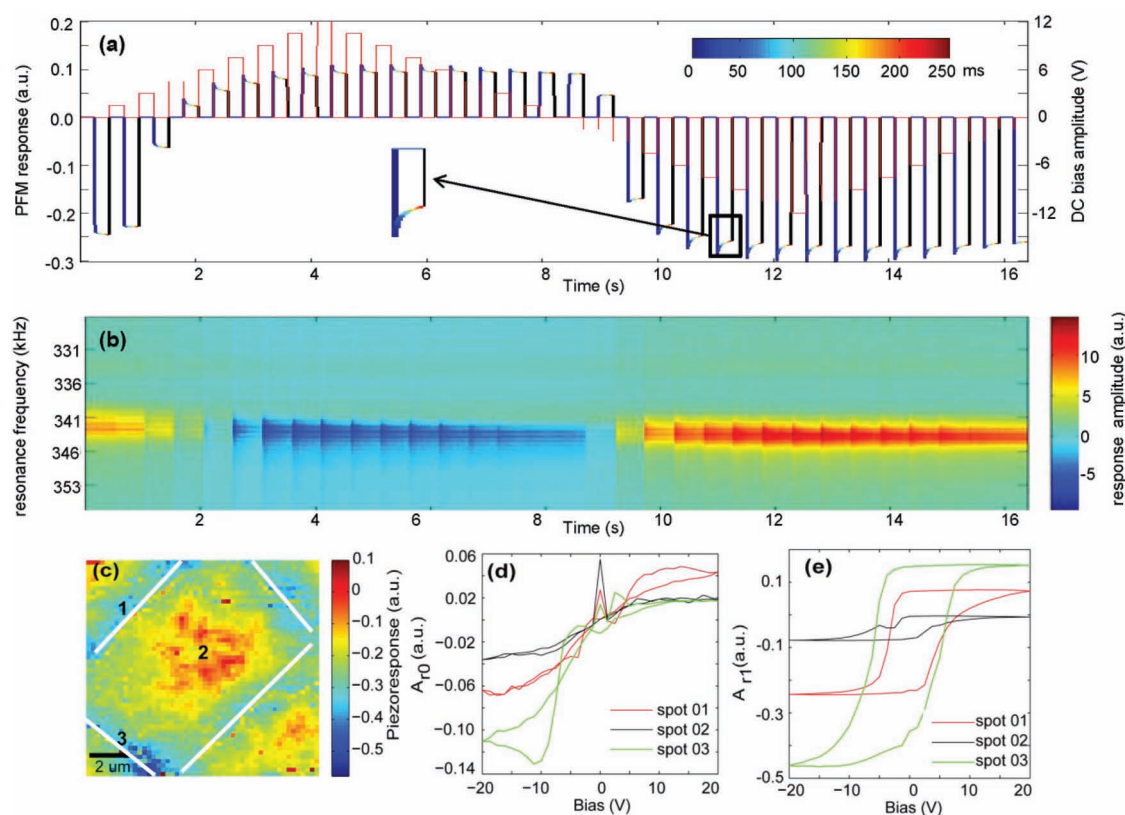 (a)
PFM response (a.u.)
0.2
0.1
0.0
-0.1
-0.2
-0.3
2 4 6 8 10 12 14 16
Time (s)
0 50 100 150 200 250 ms
12
6
0
-6
-12
DC bias amplitude (V)
(b)
resonance frequency (kHz)
331
336
341
346
353
2 4 6 8 10 12 14 16
Time (s)
10
5
0
-5
response amplitude (a.u.)
(c)
1
2
3
2 um
0.1
0
-0.1
-0.2
-0.3
-0.4
-0.5
Piezoresponse (a.u.)
(d)
A r0 (a.u.)
0.06
0.02
-0.02
-0.06
-0.10
-0.14
spot 01
spot 02
spot 03
-20 -10 0 10 20
Bias (V)
(e)
A r1 (a.u.)
0.1
-0.1
-0.3
-0.5
spot 01
spot 02
spot 03
-20 -10 0 10 20
Bias (V)